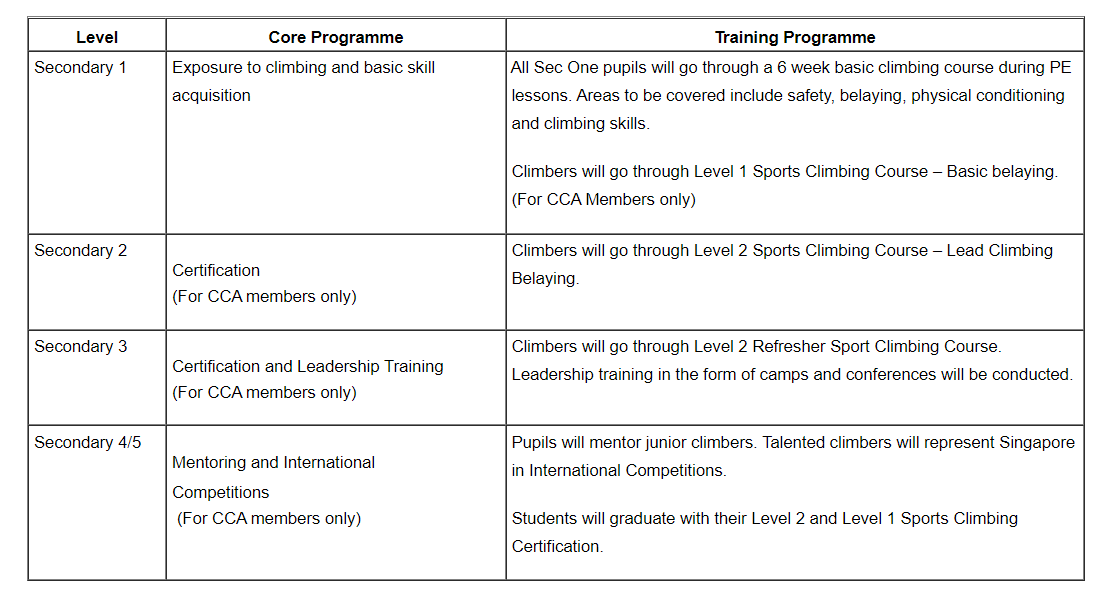 Level
Core Programme
Training Programme
Secondary 1
Exposure to climbing and basic skill
acquisition
All Sec One pupils will go through a 6 week basic climbing course during PE
lessons. Areas to be covered include safety, belaying, physical conditioning
and climbing skills.
Climbers will go through Level 1 Sports Climbing Course – Basic belaying.
(For CCA Members only)
Secondary 2
Certification
(For CCA members only)
Climbers will go through Level 2 Sports Climbing Course – Lead Climbing
Belaying.
Secondary 3
Certification and Leadership Training
(For CCA members only)
Climbers will go through Level 2 Refresher Sport Climbing Course.
Leadership training in the form of camps and conferences will be conducted.
Secondary 4/5
Mentoring and International
Competitions
(For CCA members only)
Pupils will mentor junior climbers. Talented climbers will represent Singapore
in International Competitions.
Students will graduate with their Level 2 and Level 1 Sports Climbing
Certification.